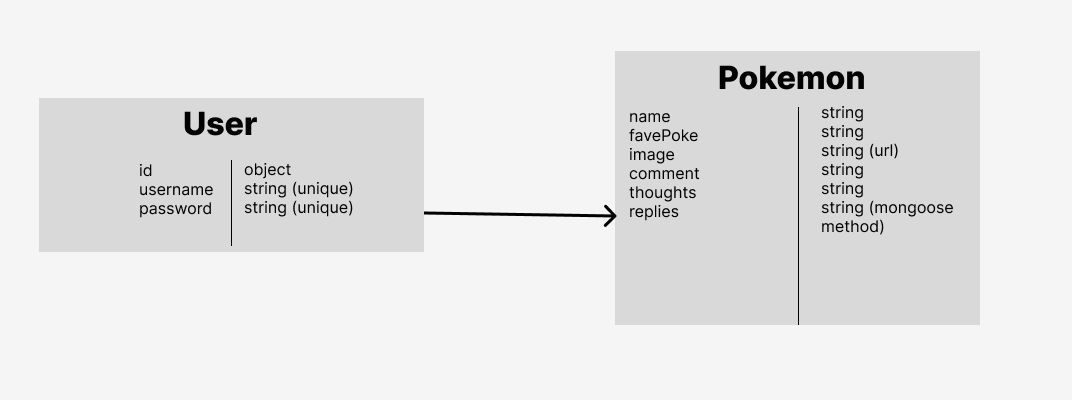 User
id object
username string (unique)
password string (unique)
Pokemon
name string
favePoke string
image string (url)
comment string
thoughts string
replies string (mongoose
method)